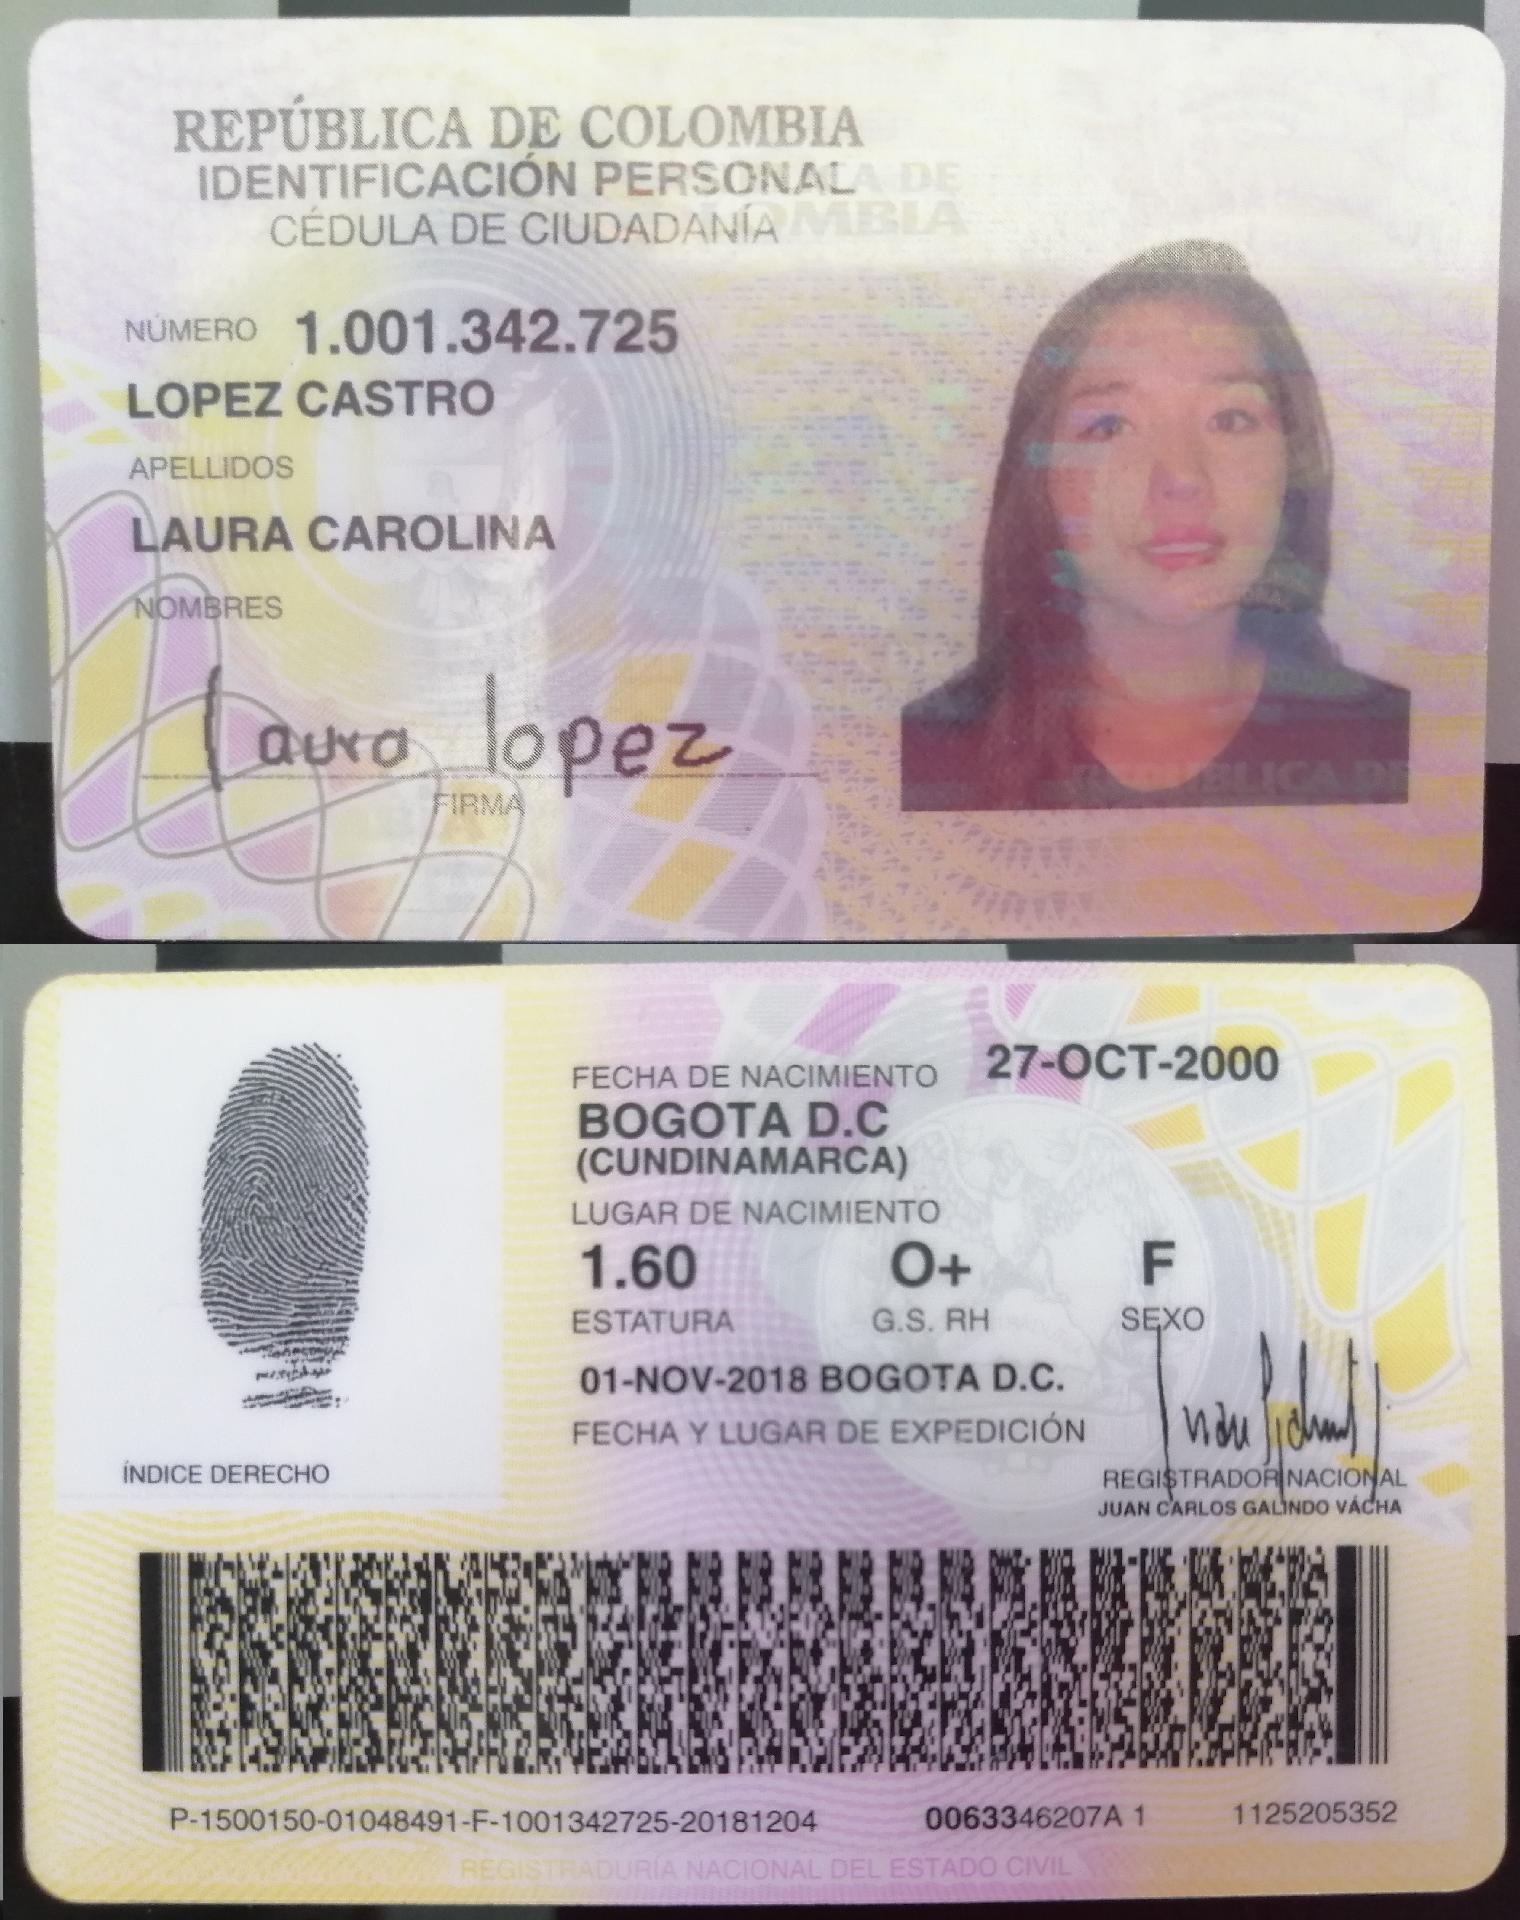 REPÚBLICA DE COLOMBIA
IDENTIFICACIÓN PERSONAL
CÉDULA DE CIUDADANÍA
NÚMERO 1.001.342.725
LOPEZ CASTRO
APELLIDOS
LAURA CAROLINA
NOMBRES
laura lopez
FIRMA
REPÚBLICA DE
FECHA DE NACIMIENTO 27-OCT-2000
BOGOTA D.C
(CUNDINAMARCA)
LUGAR DE NACIMIENTO
1.60 O+ F
ESTATURA G.S. RH SEXO
01-NOV-2018 BOGOTA D.C.
FECHA Y LUGAR DE EXPEDICIÓN
ÍNDICE DERECHO
REGISTRADOR NACIONAL
JUAN CARLOS GALINDO VÁCHA
P-1500150-01048491-F-1001342725-20181204 0063346207A 1 1125205352
REGISTRADURÍA NACIONAL DEL ESTADO CIVIL